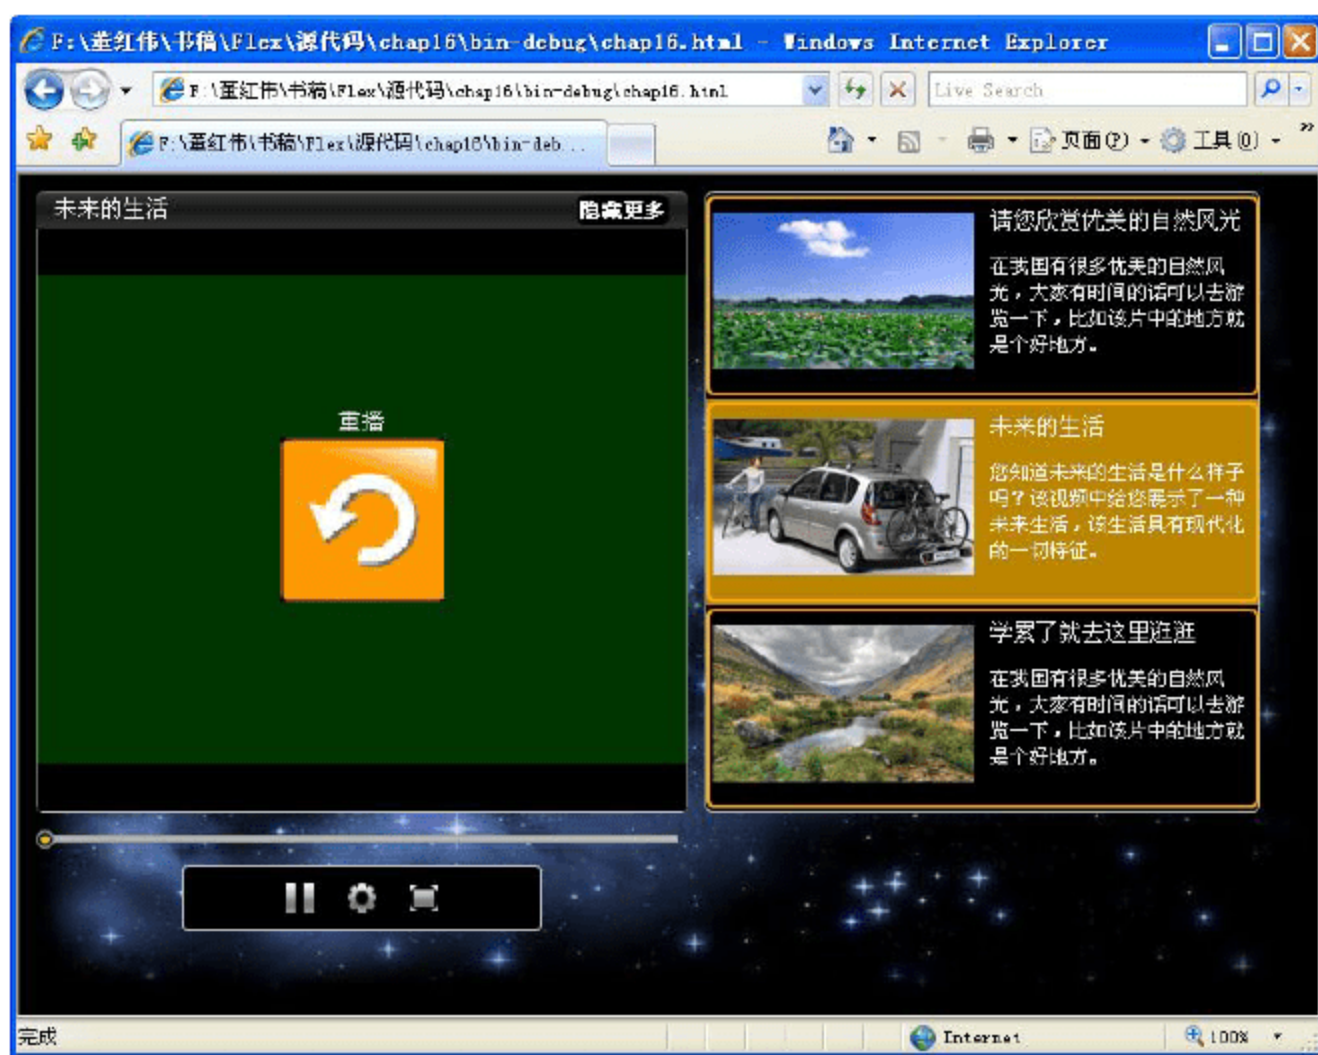 F:\董红伟\书稿\Flex\源代码\chap16\bin-debug\chap16.html - Windows Internet Explorer
F:\董红伟\书稿\Flex\源代码\chap16\bin-debug\chap16.html
Live Search
F:\董红伟\书稿\Flex\源代码\chap16\bin-deb...
页面(P)
工具(O)
未来的生活
隐藏更多
重播
请您欣赏优美的自然风光
在我国有很多优美的自然风
光，大家有时间的话可以去游
览一下，比如该片中的地方就
是个好地方。
未来的生活
您知道未来的生活是什么样子
吗？该视频中给您展示了一种
未来生活，该生活具有现代化
的一切特征。
学累了就去这里逛逛
在我国有很多优美的自然风
光，大家有时间的话可以去游
览一下，比如该片中的地方就
是个好地方。
完成
Internet
100%